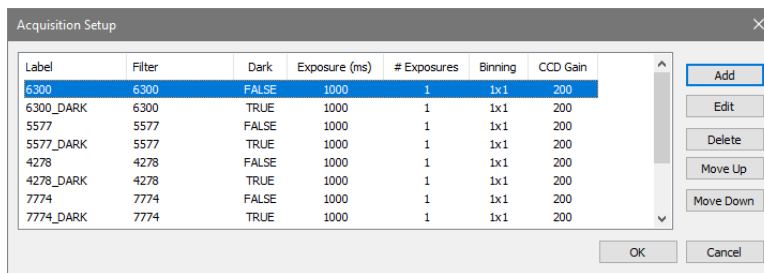 Acquisition Setup
Label Filter Dark Exposure (ms) # Exposures Binning CCD Gain
6300 6300 FALSE 1000 1 1x1 200
6300_DARK 6300 TRUE 1000 1 1x1 200
5577 5577 FALSE 1000 1 1x1 200
5577_DARK 5577 TRUE 1000 1 1x1 200
4278 4278 FALSE 1000 1 1x1 200
4278_DARK 4278 TRUE 1000 1 1x1 200
7774 7774 FALSE 1000 1 1x1 200
7774_DARK 7774 TRUE 1000 1 1x1 200
Add
Edit
Delete
Move Up
Move Down
OK Cancel